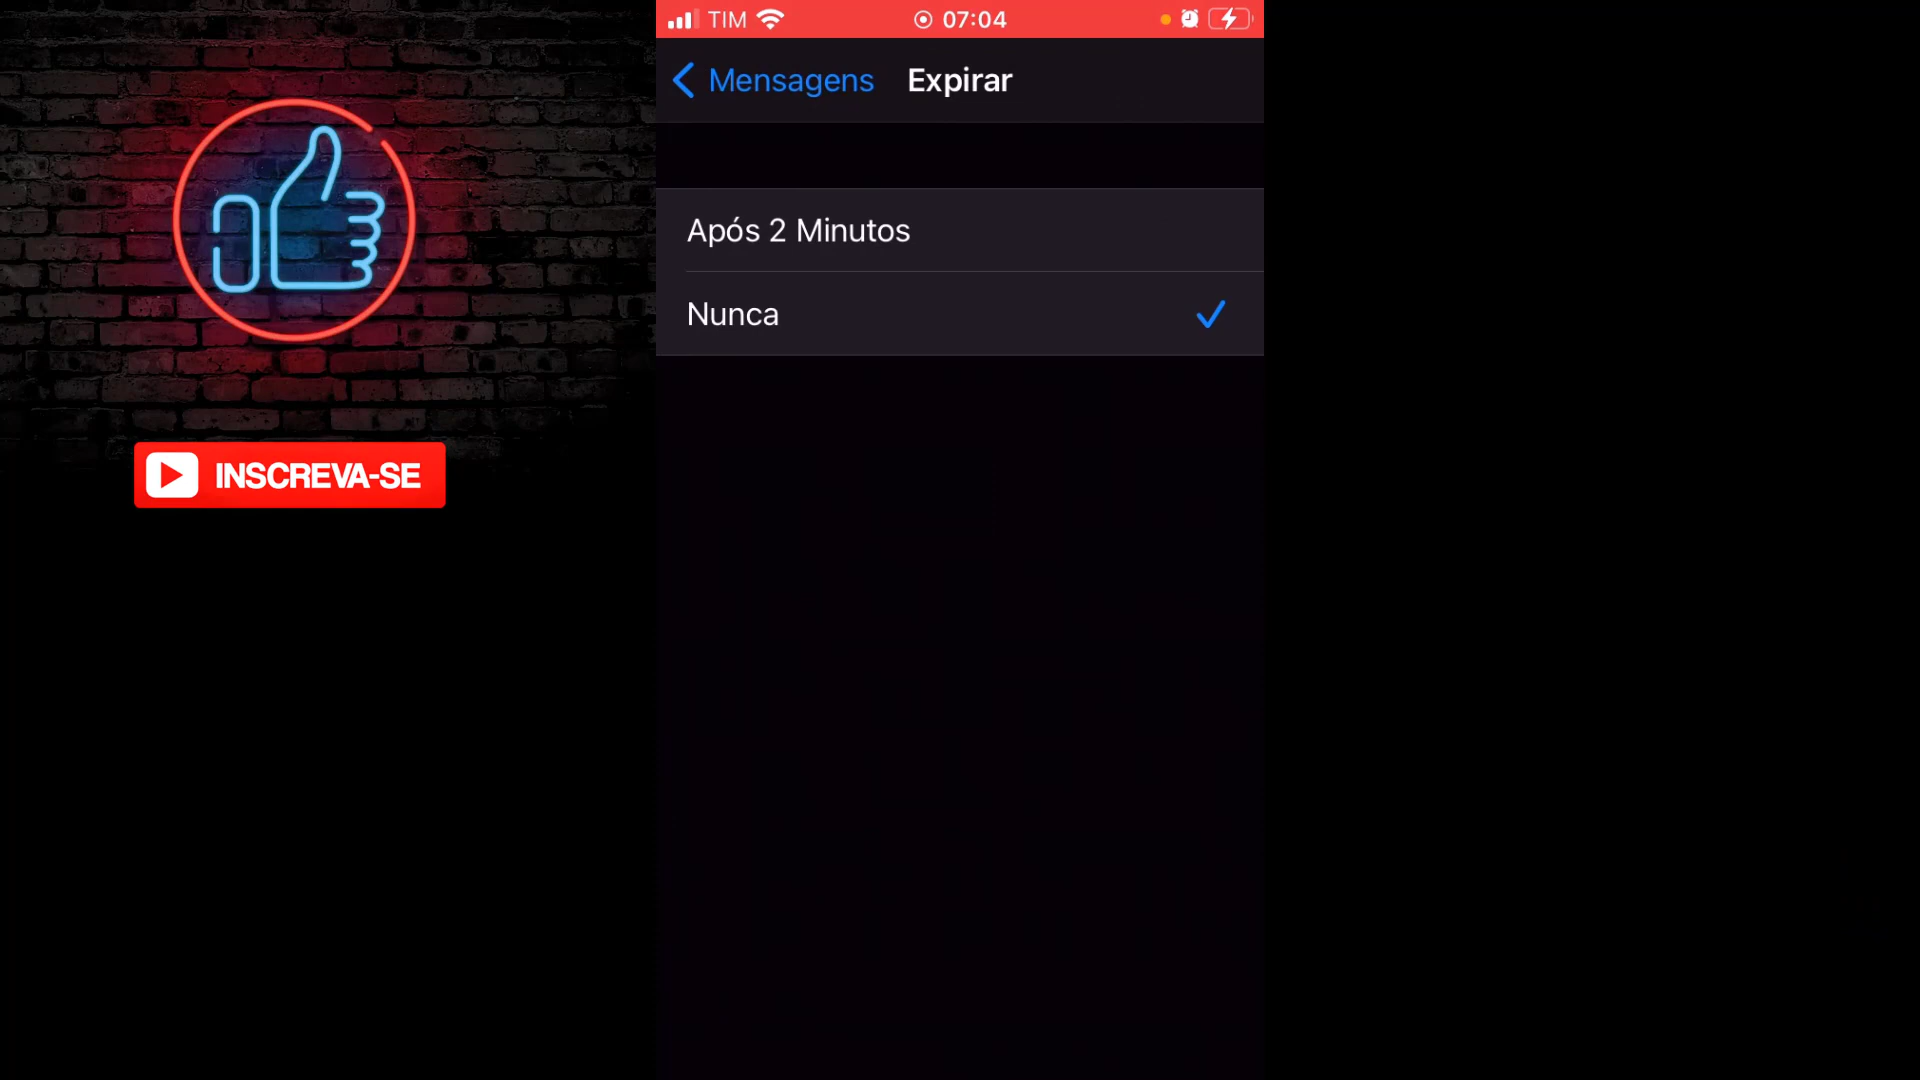 TIM 07:04
Mensagens Expirar
Após 2 Minutos
Nunca
INSCREVA-SE